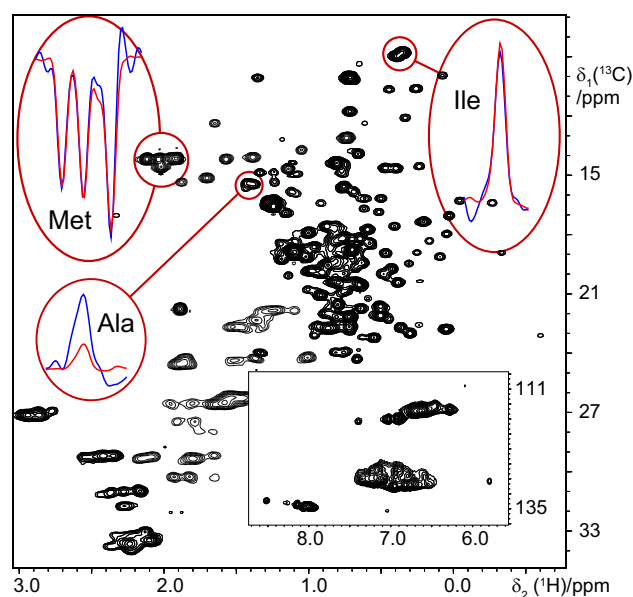 δ₁(¹³C)
/ppm
Ile
Met
15
Ala
21
111
27
135
8.0 7.0 6.0
33
3.0 2.0 1.0 0.0 δ₂ (¹H)/ppm